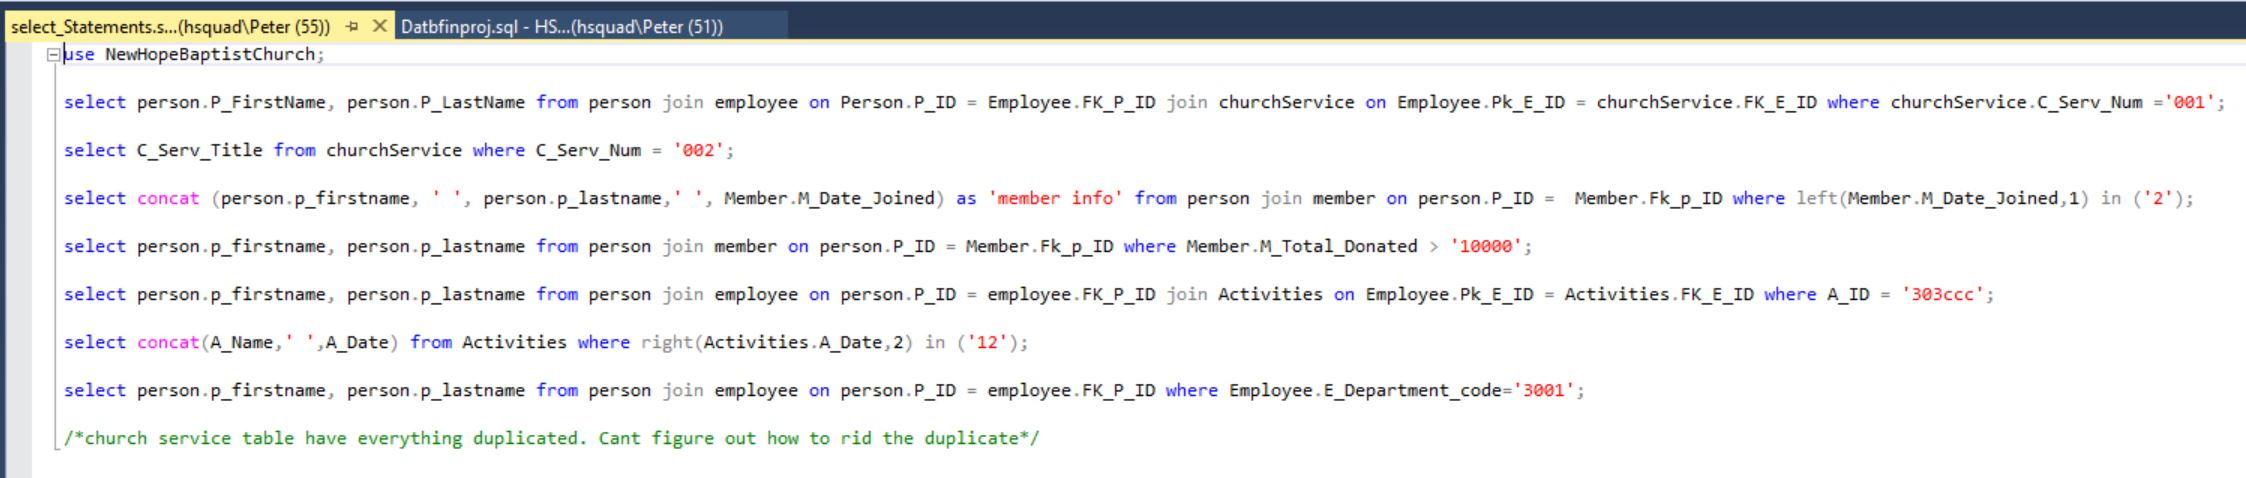 select_Statements.s...(hsquad\Peter (55)) Datbfinproj.sql - HS...(hsquad\Peter (51))
use NewHopeBaptistChurch;
select person.P_FirstName, person.P_LastName from person join employee on Person.P_ID = Employee.FK_P_ID join churchService on Employee.Pk_E_ID = churchService.FK_E_ID where churchService.C_Serv_Num ='001';
select C_Serv_Title from churchService where C_Serv_Num = '002';
select concat (person.p_firstname, ' ', person.p_lastname,' ', Member.M_Date_Joined) as 'member info' from person join member on person.P_ID =  Member.Fk_p_ID where left(Member.M_Date_Joined,1) in ('2');
select person.p_firstname, person.p_lastname from person join member on person.P_ID = Member.Fk_p_ID where Member.M_Total_Donated > '10000';
select person.p_firstname, person.p_lastname from person join employee on person.P_ID = employee.FK_P_ID join Activities on Employee.Pk_E_ID = Activities.FK_E_ID where A_ID = '303ccc';
select concat(A_Name,' ',A_Date) from Activities where right(Activities.A_Date,2) in ('12');
select person.p_firstname, person.p_lastname from person join employee on person.P_ID = employee.FK_P_ID where Employee.E_Department_code='3001';
/*church service table have everything duplicated. Cant figure out how to rid the duplicate*/